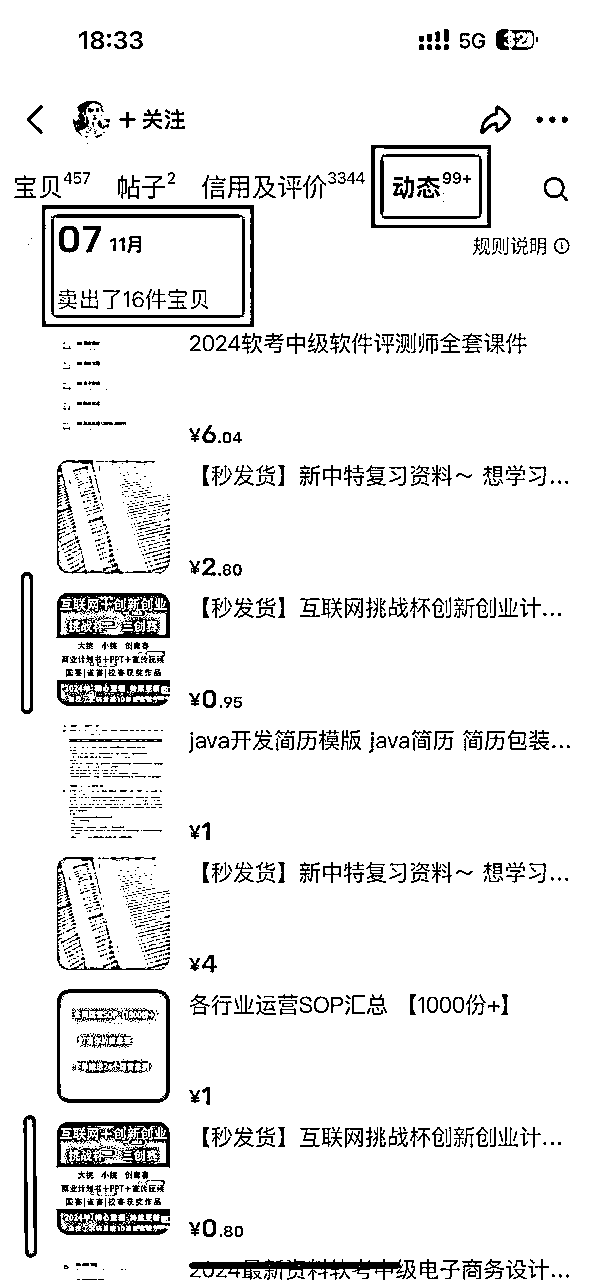 18:33
5G 32
+ 关注
宝贝457 帖子2 信用及评价3344 动态99+
07 11月
规则说明
卖出了16件宝贝
2024软考中级软件评测师全套课件
¥6.04
【秒发货】新中特复习资料～ 想学习...
¥2.80
互联网+创新创业
挑战杯 三创赛
大挑 小挑 创青春
商业计划书+PPT+宣传视频
国赛|省赛|校赛获奖作品
【秒发货】互联网挑战杯创新创业计...
¥0.95
java开发简历模版 java简历 简历包装...
¥1
【秒发货】新中特复习资料～ 想学习...
¥4
各行业运营SOP汇总 【1000份+】
¥1
互联网+创新创业
挑战杯 三创赛
大挑 小挑 创青春
商业计划书+PPT+宣传视频
国赛|省赛|校赛获奖作品
【秒发货】互联网挑战杯创新创业计...
¥0.80
2024最新资料软考中级电子商务设计...